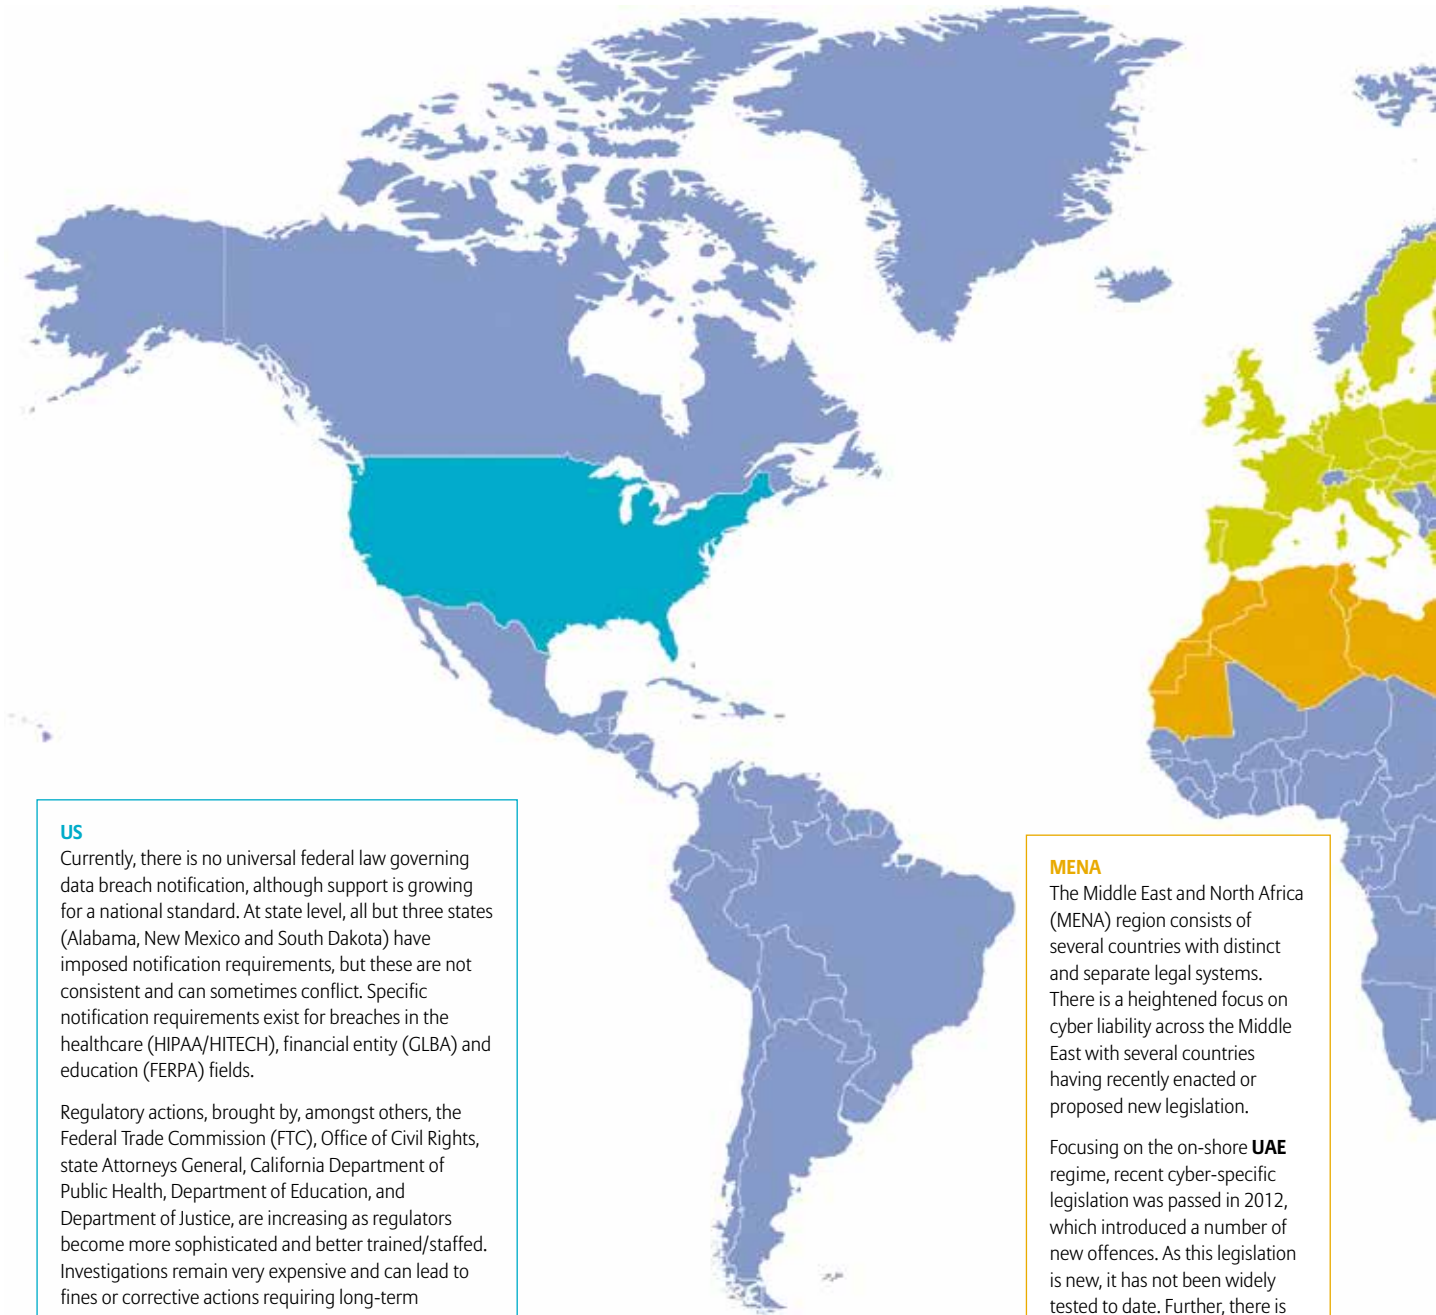 US
Currently, there is no universal federal law governing
data breach notification, although support is growing
for a national standard. At state level, all but three states
(Alabama, New Mexico and South Dakota) have
imposed notification requirements, but these are not
consistent and can sometimes conflict. Specific
notification requirements exist for breaches in the
healthcare (HIPAA/HITECH), financial entity (GLBA) and
education (FERPA) fields.
Regulatory actions, brought by, amongst others, the
Federal Trade Commission (FTC), Office of Civil Rights,
state Attorneys General, California Department of
Public Health, Department of Education, and
Department of Justice, are increasing as regulators
become more sophisticated and better trained/staffed.
Investigations remain very expensive and can lead to
fines or corrective actions requiring long-term
MENA
The Middle East and North Africa
(MENA) region consists of
several countries with distinct
and separate legal systems.
There is a heightened focus on
cyber liability across the Middle
East with several countries
having recently enacted or
proposed new legislation.
Focusing on the on-shore UAE
regime, recent cyber-specific
legislation was passed in 2012,
which introduced a number of
new offences. As this legislation
is new, it has not been widely
tested to date. Further, there is